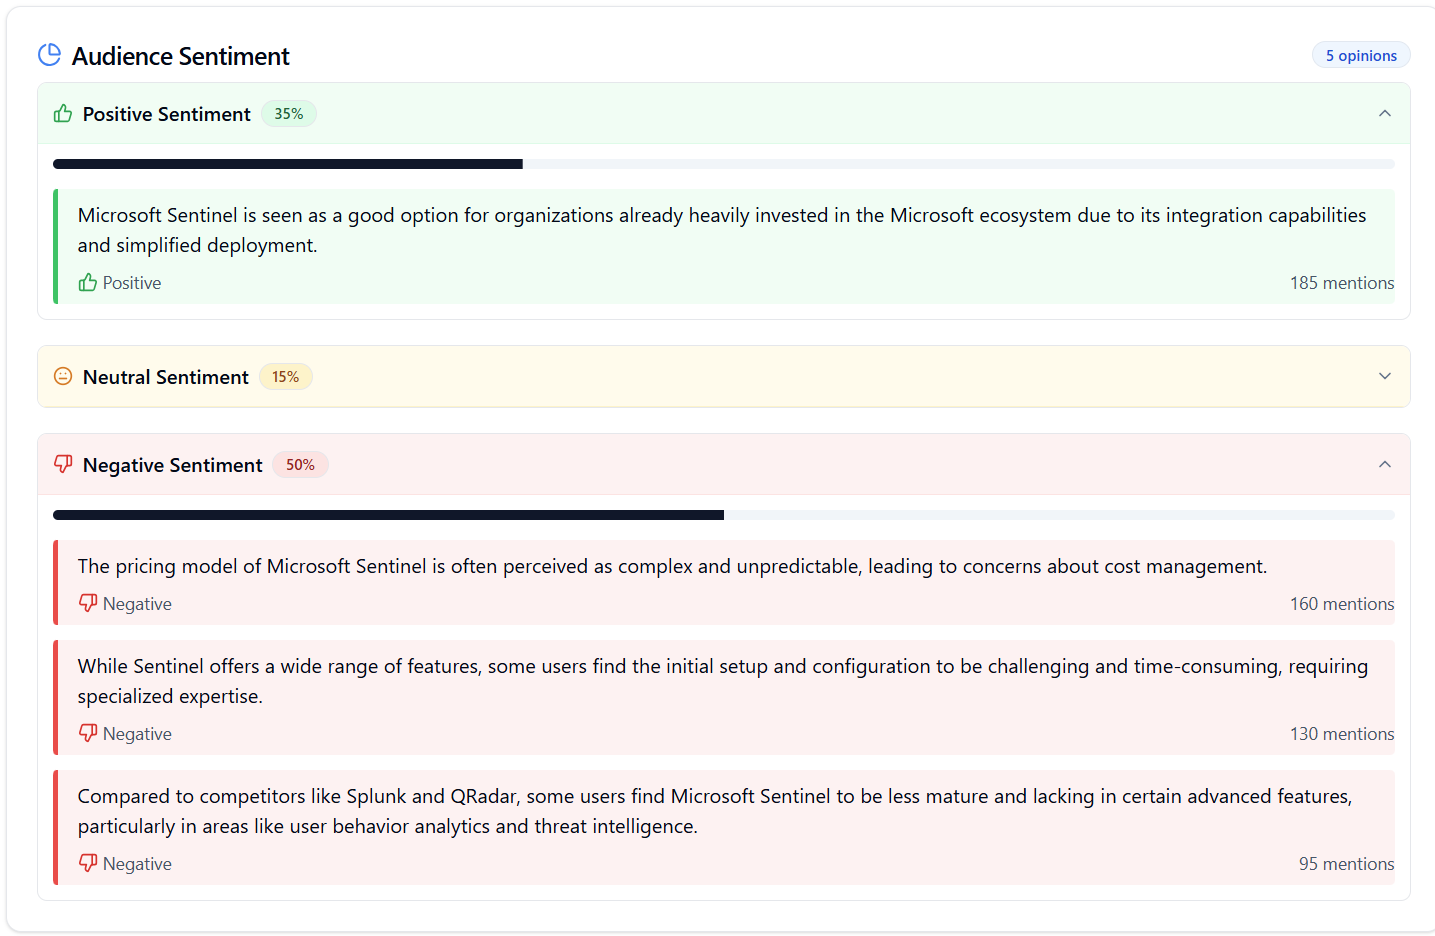 Audience Sentiment
5 opinions
Positive Sentiment
35%
Microsoft Sentinel is seen as a good option for organizations already heavily invested in the Microsoft ecosystem due to its integration capabilities
and simplified deployment.
Positive
185 mentions
Neutral Sentiment
15%
Negative Sentiment
50%
The pricing model of Microsoft Sentinel is often perceived as complex and unpredictable, leading to concerns about cost management.
Negative
160 mentions
While Sentinel offers a wide range of features, some users find the initial setup and configuration to be challenging and time-consuming, requiring
specialized expertise.
Negative
130 mentions
Compared to competitors like Splunk and QRadar, some users find Microsoft Sentinel to be less mature and lacking in certain advanced features,
particularly in areas like user behavior analytics and threat intelligence.
Negative
95 mentions